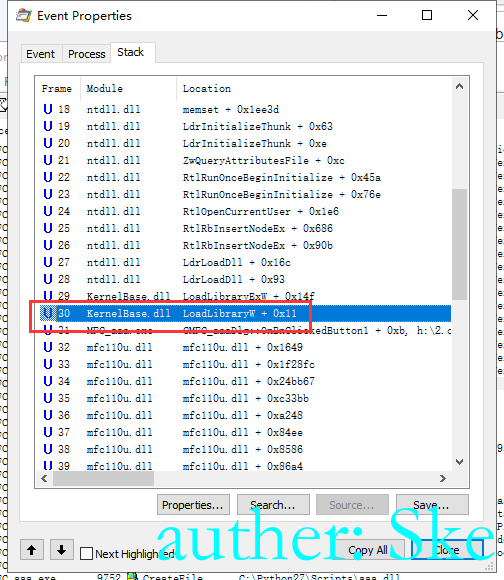 Event Properties
Event Process Stack
Frame Module Location
U 18 ntdll.dll memset + 0x1ee3d
U 19 ntdll.dll LdrInitializeThunk + 0x63
U 20 ntdll.dll LdrInitializeThunk + 0xe
U 21 ntdll.dll ZwQueryAttributesFile + 0xc
U 22 ntdll.dll RtlRunOnceBeginInitialize + 0x45a
U 23 ntdll.dll RtlRunOnceBeginInitialize + 0x76e
U 24 ntdll.dll RtlOpenCurrentUser + 0x1e6
U 25 ntdll.dll RtlRbInsertNodeEx + 0x686
U 26 ntdll.dll RtlRbInsertNodeEx + 0x90b
U 27 ntdll.dll LdrLoadDll + 0x16c
U 28 ntdll.dll LdrLoadDll + 0x93
U 29 KernelBase.dll LoadLibraryExW + 0x14f
U 30 KernelBase.dll LoadLibraryW + 0x11
U 31 MFC_aaa.exe CMFC_aaaDlg::OnBnClickedButton1 + 0xb, h:\2.c
U 32 mfc110u.dll mfc110u.dll + 0x1649
U 33 mfc110u.dll mfc110u.dll + 0x1f28fc
U 34 mfc110u.dll mfc110u.dll + 0x24bb67
U 35 mfc110u.dll mfc110u.dll + 0xc33bb
U 36 mfc110u.dll mfc110u.dll + 0xa248
U 37 mfc110u.dll mfc110u.dll + 0x84ee
U 38 mfc110u.dll mfc110u.dll + 0x8586
U 39 mfc110u.dll mfc110u.dll + 0x86a4
Properties... Search... Source... Save...
auther: Ske
Next Highlighted Copy All Close
aaa.exe 9752 CreateFile C:\Python27\Scripts\aaa.dll